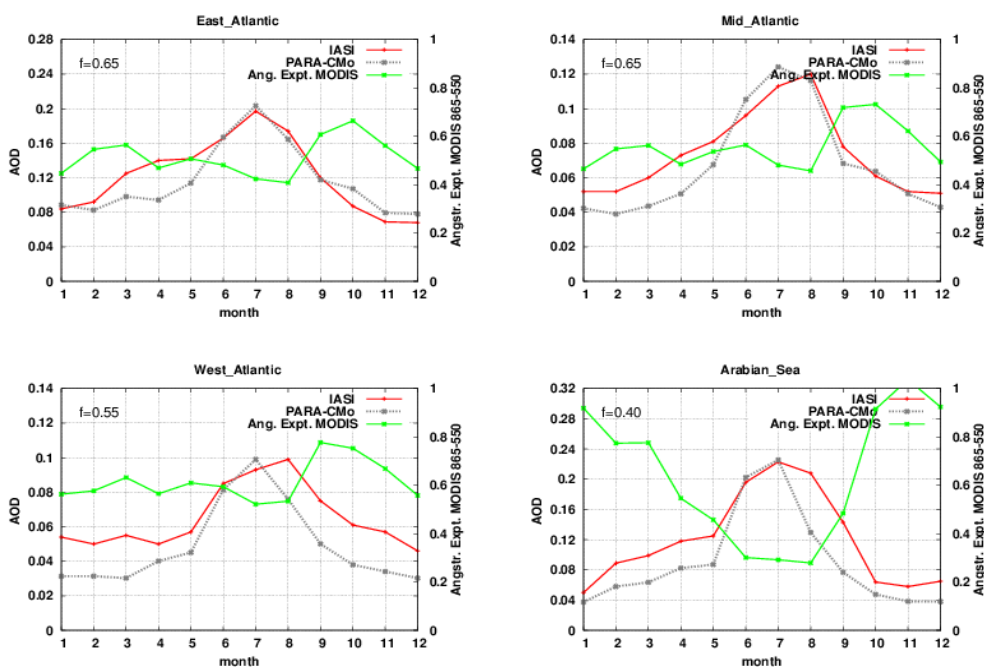 East_Atlantic
0.28
0.24
0.2
0.16
0.12
0.08
0.04
0
AOD
f=0.65
IASI
PARA-CMo
Ang. Expt. MODIS
1
0.8
0.6
0.4
0.2
0
Angstr. Expt. MODIS 865-550
1 2 3 4 5 6 7 8 9 10 11 12
month
Mid_Atlantic
0.14
0.12
0.1
0.08
0.06
0.04
0.02
0
AOD
f=0.65
IASI
PARA-CMo
Ang. Expt. MODIS
1
0.8
0.6
0.4
0.2
0
Angstr. Expt. MODIS 865-550
1 2 3 4 5 6 7 8 9 10 11 12
month
West_Atlantic
0.14
0.12
0.1
0.08
0.06
0.04
0.02
0
AOD
f=0.55
IASI
PARA-CMo
Ang. Expt. MODIS
1
0.8
0.6
0.4
0.2
0
Angstr. Expt. MODIS 865-550
1 2 3 4 5 6 7 8 9 10 11 12
month
Arabian_Sea
0.32
0.28
0.24
0.2
0.16
0.12
0.08
0.04
0
AOD
f=0.40
IASI
PARA-CMo
Ang. Expt. MODIS
1
0.8
0.6
0.4
0.2
0
Angstr. Expt. MODIS 865-550
1 2 3 4 5 6 7 8 9 10 11 12
month